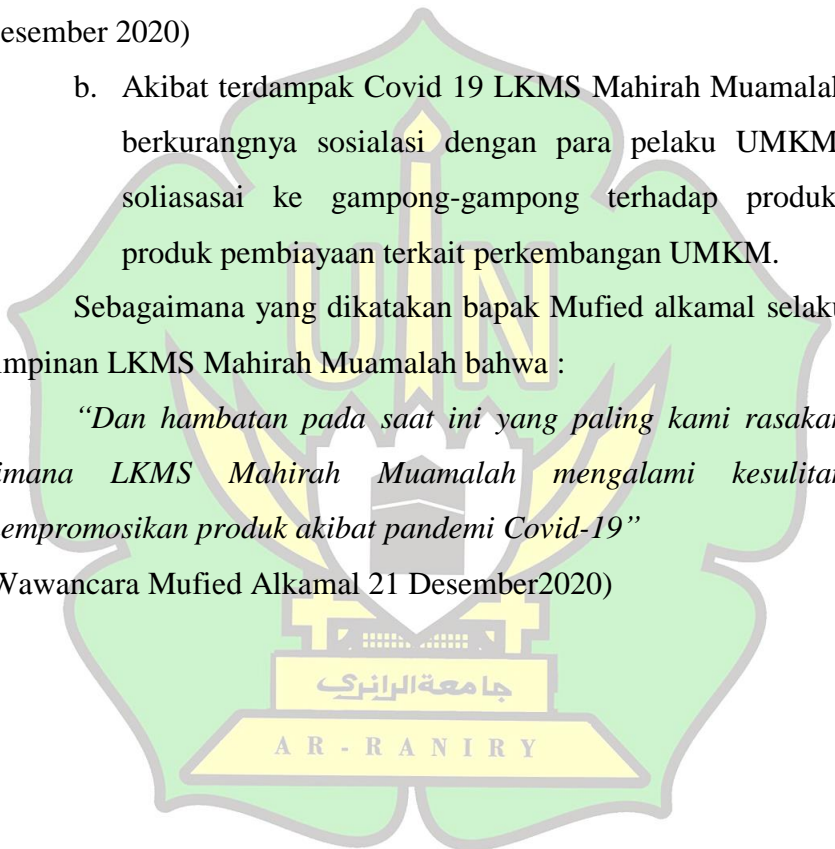 esember 2020)
b. Akibat terdampak Covid 19 LKMS Mahirah Muamalah
berkurangnya sosialasi dengan para pelaku UMKM,
soliasasai ke gampong-gampong terhadap produk-
produk pembiayaan terkait perkembangan UMKM.
Sebagaimana yang dikatakan bapak Mufied alkamal selaku
impinan LKMS Mahirah Muamalah bahwa :
“Dan hambatan pada saat ini yang paling kami rasakan
imana LKMS Mahirah Muamalah mengalami kesulitan
empromosikan produk akibat pandemi Covid-19”
Wawancara Mufied Alkamal 21 Desember2020)
UIN
جامعةالرانري
AR-RANIRY